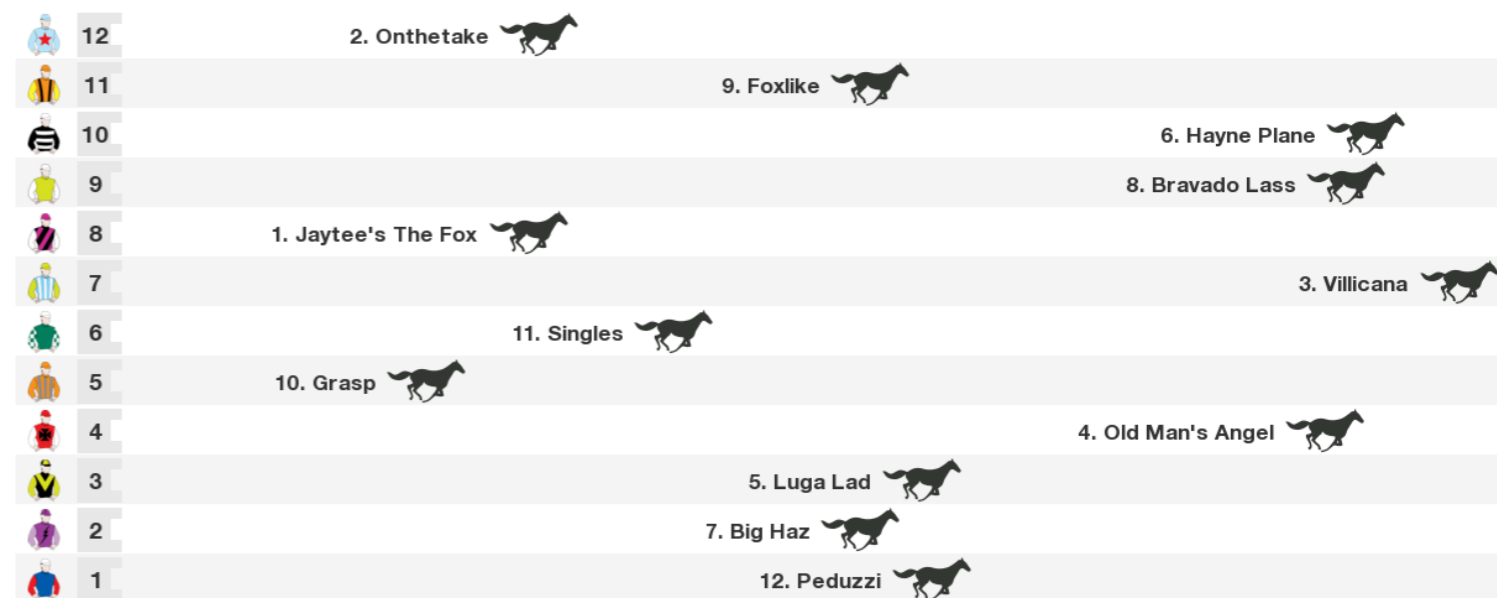 12 2. Onthetake
11 9. Foxlike
10 6. Hayne Plane
9 8. Bravado Lass
8 1. Jaytee's The Fox
7 3. Villicana
6 11. Singles
5 10. Grasp
4 4. Old Man's Angel
3 5. Luga Lad
2 7. Big Haz
1 12. Peduzzi